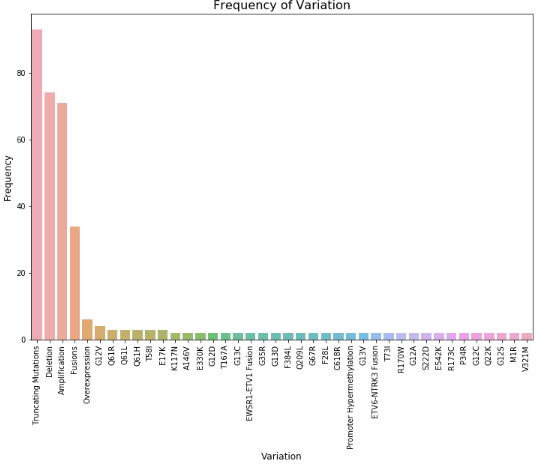 Frequency of Variation
Frequency
80
60
40
20
0
Truncating Mutations
Deletion
Amplification
Fusions
Overexpression
G12V
Q61R
Q61L
Q61H
T58I
E17K
K117N
A146V
E330K
G12D
T167A
G13C
EWSR1-ETV1 Fusion
G35R
G13D
F384L
Q209L
G67R
F28L
C61BR
Promoter Hypermethylation
G13V
ETV6-NTRK3 Fusion
T73I
R170W
G12A
S222D
E542K
R173C
P34R
G12C
Q22K
G12S
M1R
V321M
Variation